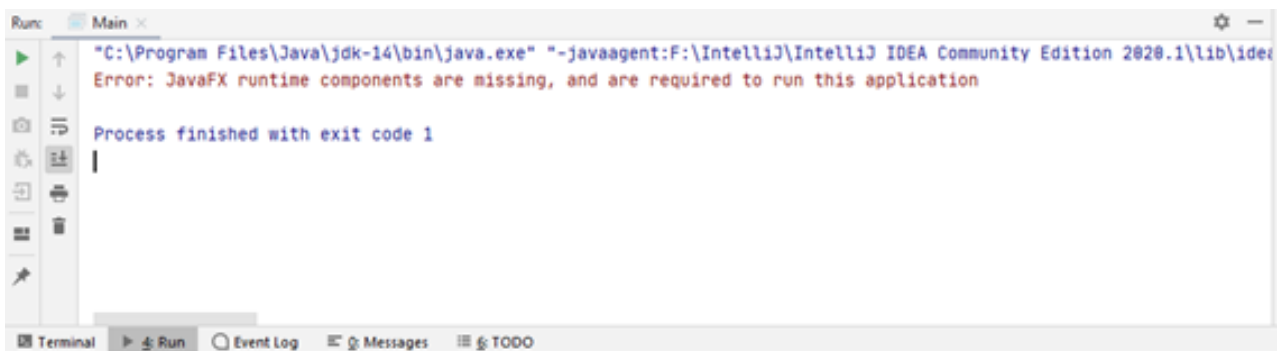 Run: Main
"C:\Program Files\Java\jdk-14\bin\java.exe" "-javaagent:F:\IntelliJ\IntelliJ IDEA Community Edition 2020.1\lib\idea
Error: JavaFX runtime components are missing, and are required to run this application
Process finished with exit code 1
Terminal 4: Run Event Log 0: Messages 6: TODO